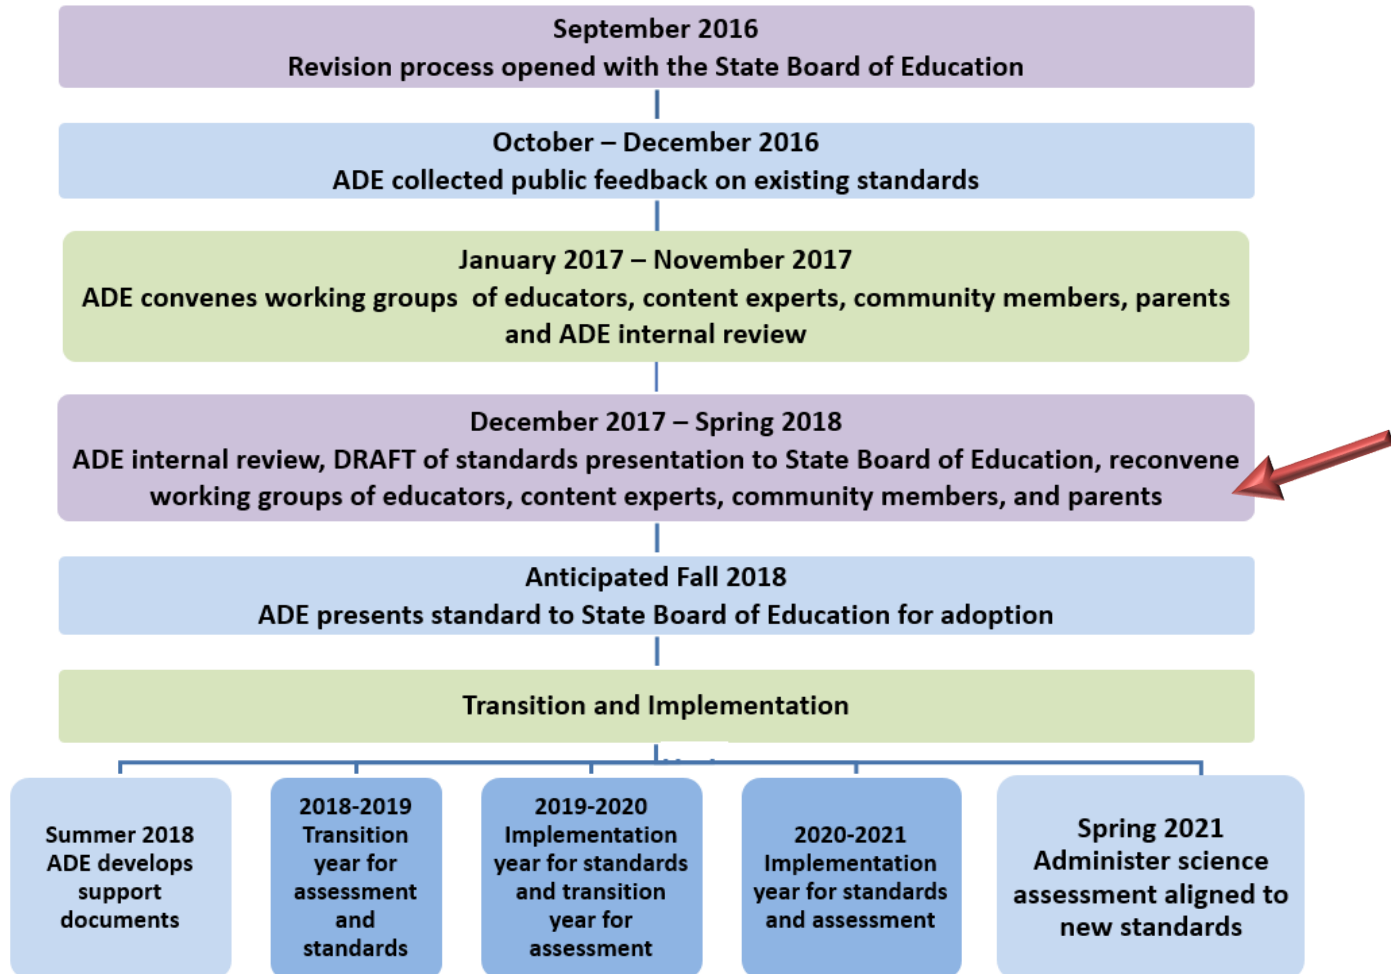 September 2016
Revision process opened with the State Board of Education
October – December 2016
ADE collected public feedback on existing standards
January 2017 – November 2017
ADE convenes working groups  of educators, content experts, community members, parents
and ADE internal review
December 2017 – Spring 2018
ADE internal review, DRAFT of standards presentation to State Board of Education, reconvene
working groups of educators, content experts, community members, and parents
Anticipated Fall 2018
ADE presents standard to State Board of Education for adoption
Transition and Implementation
Summer 2018
ADE develops
support
documents
2018-2019
Transition
year for
assessment
and
standards
2019-2020
Implementation
year for standards
and transition
year for
assessment
2020-2021
Implementation
year for standards
and assessment
Spring 2021
Administer science
assessment aligned to
new standards